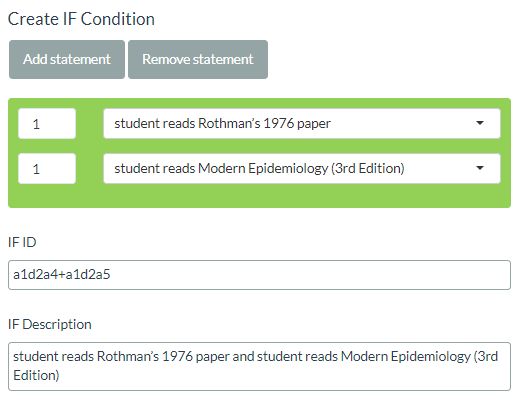 Create IF Condition
Add statement Remove statement
1 student reads Rothman's 1976 paper
1 student reads Modern Epidemiology (3rd Edition)
IF ID
a1d2a4+a1d2a5
IF Description
student reads Rothman's 1976 paper and student reads Modern Epidemiology (3rd
Edition)